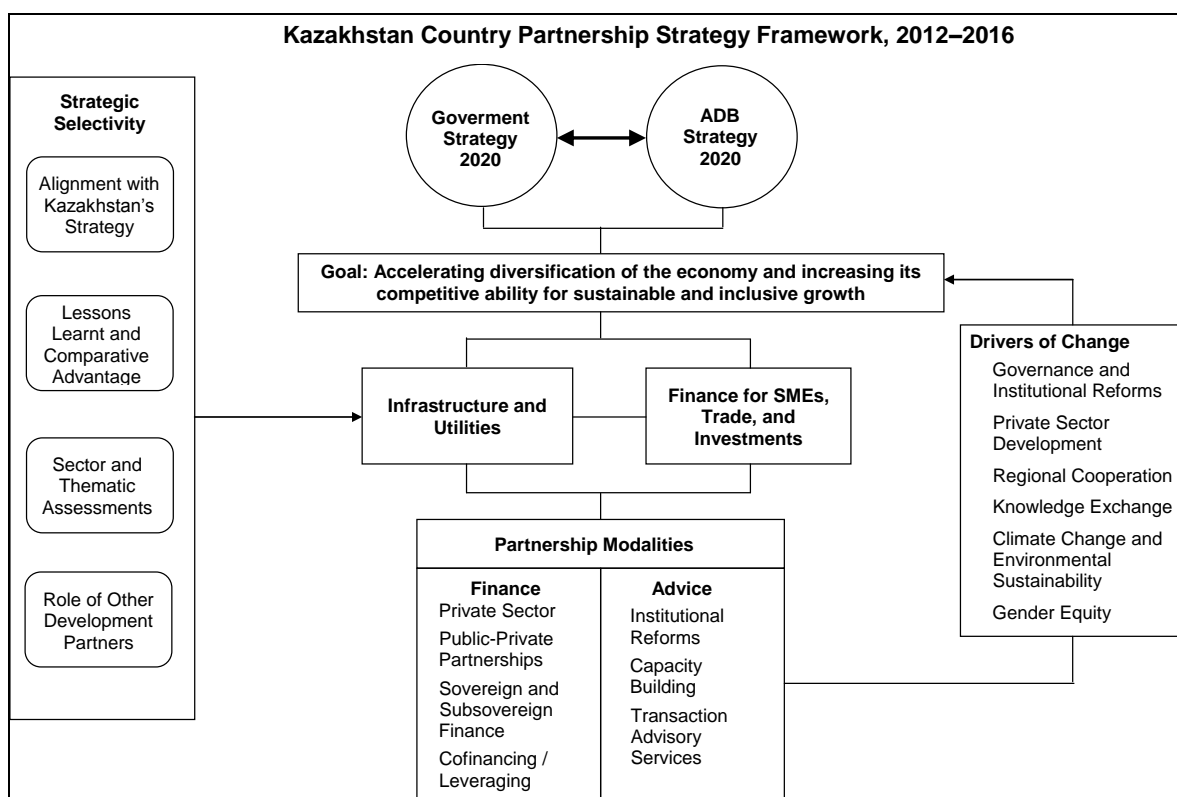 Kazakhstan Country Partnership Strategy Framework, 2012–2016
Strategic
Selectivity
Alignment with
Kazakhstan's
Strategy
Lessons
Learnt and
Comparative
Advantage
Sector and
Thematic
Assessments
Role of Other
Development
Partners
Goverment
Strategy
2020
ADB
Strategy
2020
Goal: Accelerating diversification of the economy and increasing its
competitive ability for sustainable and inclusive growth
Infrastructure and
Utilities
Finance for SMEs,
Trade, and
Investments
Partnership Modalities
Finance
Private Sector
Public-Private
Partnerships
Sovereign and
Subsovereign
Finance
Cofinancing /
Leveraging
Advice
Institutional
Reforms
Capacity
Building
Transaction
Advisory
Services
Drivers of Change
Governance and
Institutional Reforms
Private Sector
Development
Regional Cooperation
Knowledge Exchange
Climate Change and
Environmental
Sustainability
Gender Equity